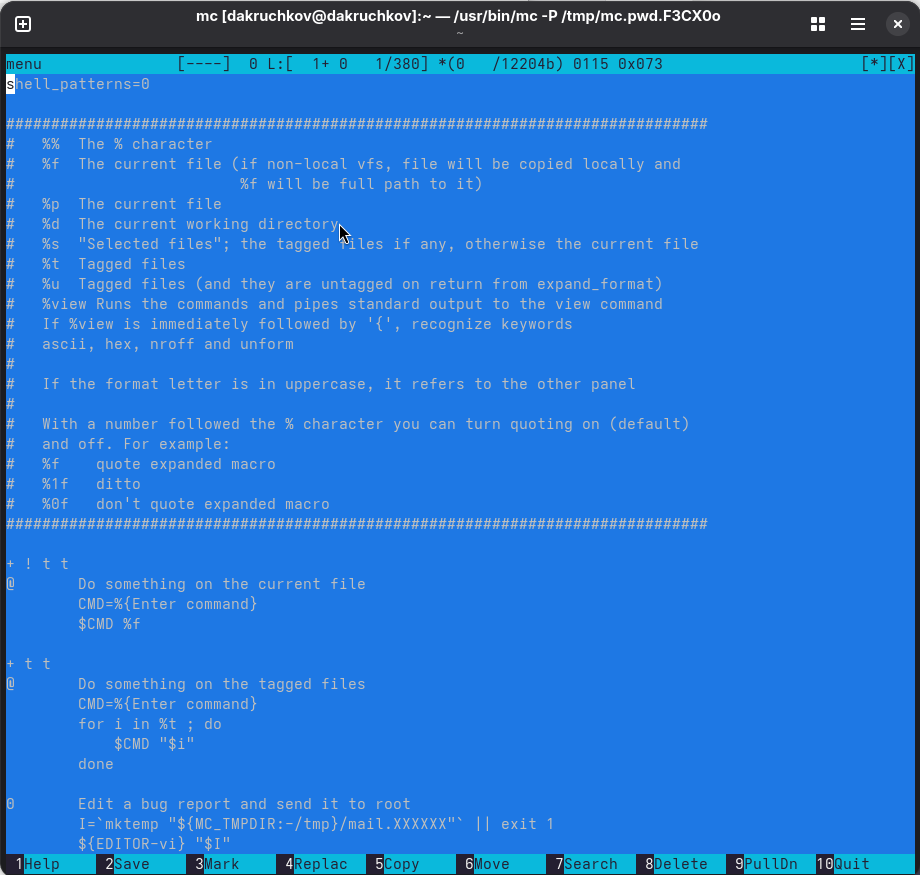 mc [dakruchkov@dakruchkov]:~ — /usr/bin/mc -P /tmp/mc.pwd.F3CX0o
~
menu               [----]  0 L:[  1+ 0   1/380] *(0   /12204b) 0115 0x073                      [*][X]
shell_patterns=0
##############################################################################
#   %%  The % character
#   %f  The current file (if non-local vfs, file will be copied locally and
#                         %f will be full path to it)
#   %p  The current file
#   %d  The current working directory
#   %s  "Selected files"; the tagged files if any, otherwise the current file
#   %t  Tagged files
#   %u  Tagged files (and they are untagged on return from expand_format)
#   %view Runs the commands and pipes standard output to the view command
#   If %view is immediately followed by '{', recognize keywords
#   ascii, hex, nroff and unform
#
#   If the format letter is in uppercase, it refers to the other panel
#
#   With a number followed the % character you can turn quoting on (default)
#   and off. For example:
#   %f    quote expanded macro
#   %1f   ditto
#   %0f   don't quote expanded macro
##############################################################################
+ ! t t
@       Do something on the current file
        CMD=%{Enter command}
        $CMD %f
+ t t
@       Do something on the tagged files
        CMD=%{Enter command}
        for i in %t ; do
            $CMD "$i"
        done
0       Edit a bug report and send it to root
        I=`mktemp "${MC_TMPDIR:-/tmp}/mail.XXXXXX"` || exit 1
        ${EDITOR-vi} "$I"
1Help 2Save 3Mark 4Replac 5Copy 6Move 7Search 8Delete 9PullDn 10Quit